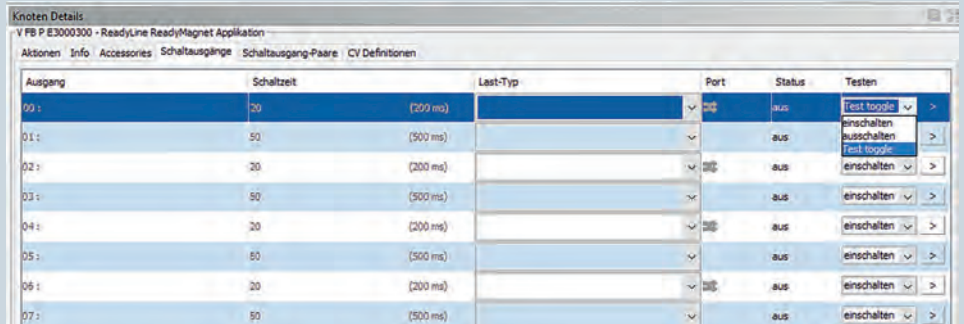 Knoten Details
V FB P E3000300 - ReadyLine ReadyMagnet Applikation
Aktionen Info Accessories Schaltausgänge Schaltausgang-Paare CV Definitionen
Ausgang Schaltzeit Last-Typ Port Status Testen
00 : 20 (200 ms) aus Test toggle >
einschalten
ausschalten
Test toggle
01 : 50 (500 ms) aus >
02 : 20 (200 ms) aus einschalten >
03 : 50 (500 ms) aus einschalten >
04 : 20 (200 ms) aus einschalten >
05 : 50 (500 ms) aus einschalten >
06 : 20 (200 ms) aus einschalten >
07 : 50 (500 ms) aus einschalten >